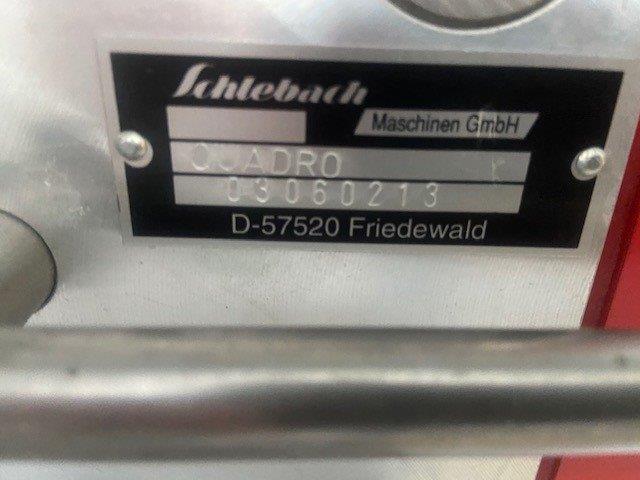 Schlebach
Maschinen GmbH
QUADRO K
03060213
D-57520 Friedewald